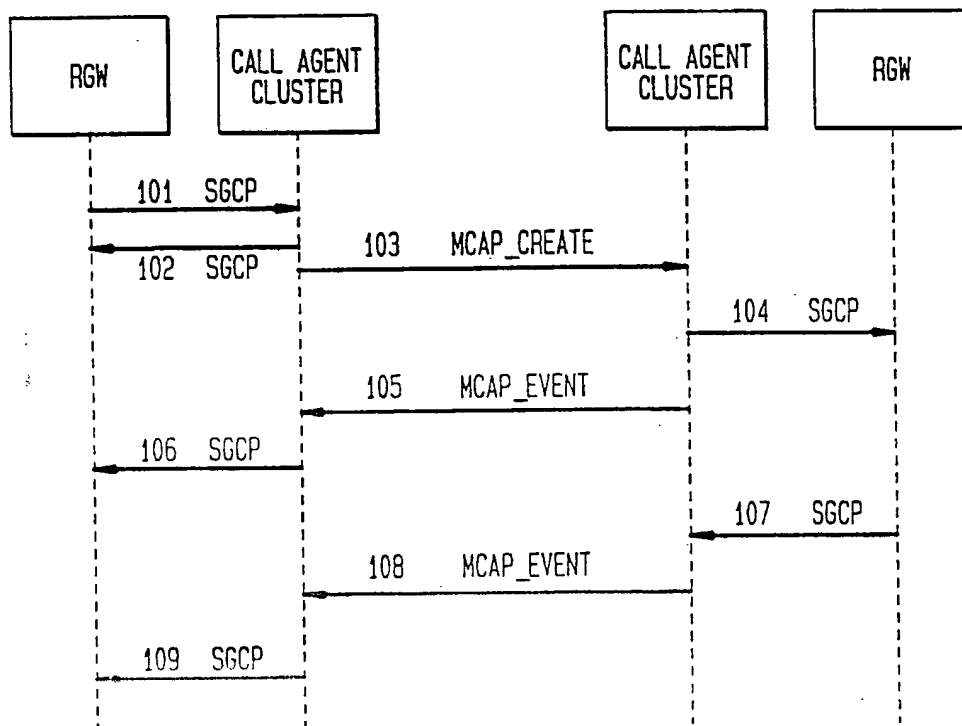 RGW
CALL AGENT
CLUSTER
CALL AGENT
CLUSTER
RGW
101 SGCP
102 SGCP
103 MCAP_CREATE
104 SGCP
105 MCAP_EVENT
106 SGCP
107 SGCP
108 MCAP_EVENT
109 SGCP